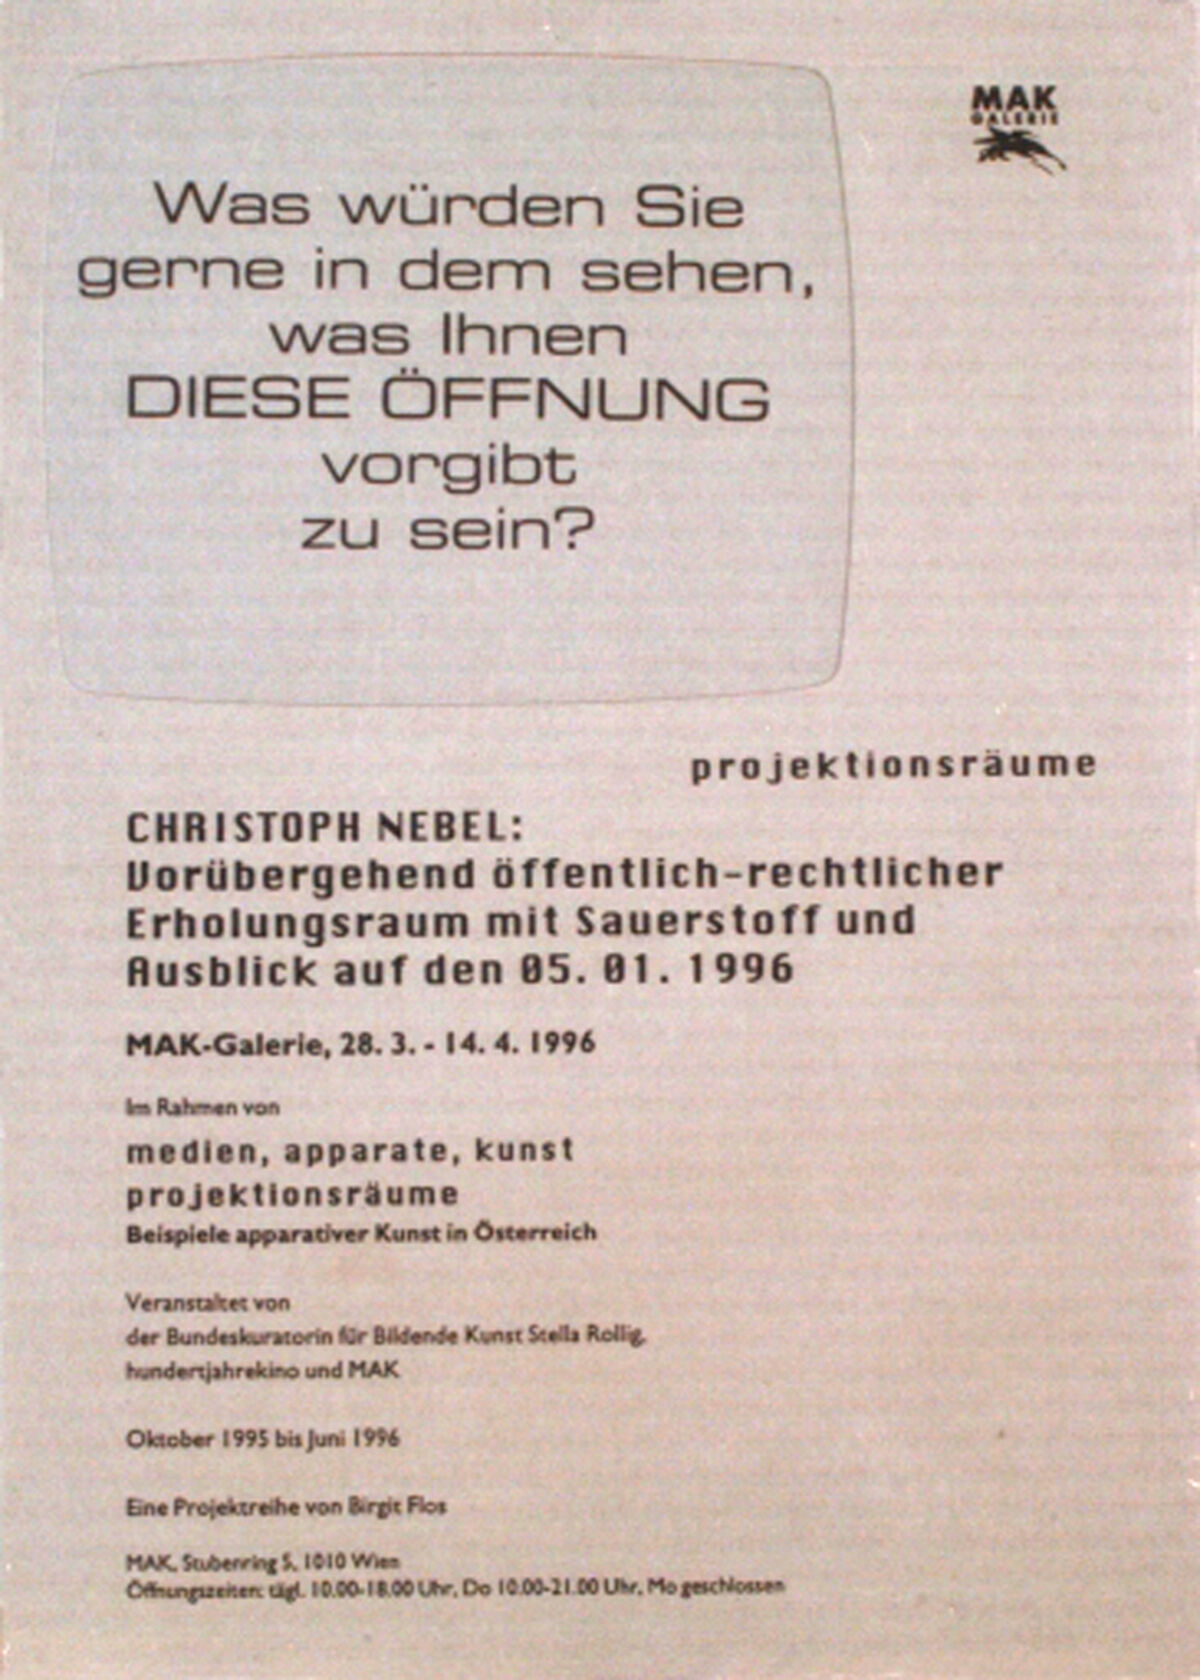 MAK
GALERIE
Was würden Sie
gerne in dem sehen,
was Ihnen
DIESE ÖFFNUNG
vorgibt
zu sein?
projektionsräume
CHRISTOPH NEBEL:
Vorübergehend öffentlich-rechtlicher
Erholungsraum mit Sauerstoff und
Ausblick auf den 05. 01. 1996
MAK-Galerie, 28. 3. - 14. 4. 1996
Im Rahmen von
medien, apparate, kunst
projektionsräume
Beispiele apparativer Kunst in Österreich
Veranstaltet von
der Bundeskuratorin für Bildende Kunst Stella Rollig,
hundertjahrekino und MAK
Oktober 1995 bis Juni 1996
Eine Projektreihe von Birgit Flos
MAK, Stubenring 5, 1010 Wien
Öffnungszeiten: tägl. 10.00-18.00 Uhr, Do 10.00-21.00 Uhr, Mo geschlossen